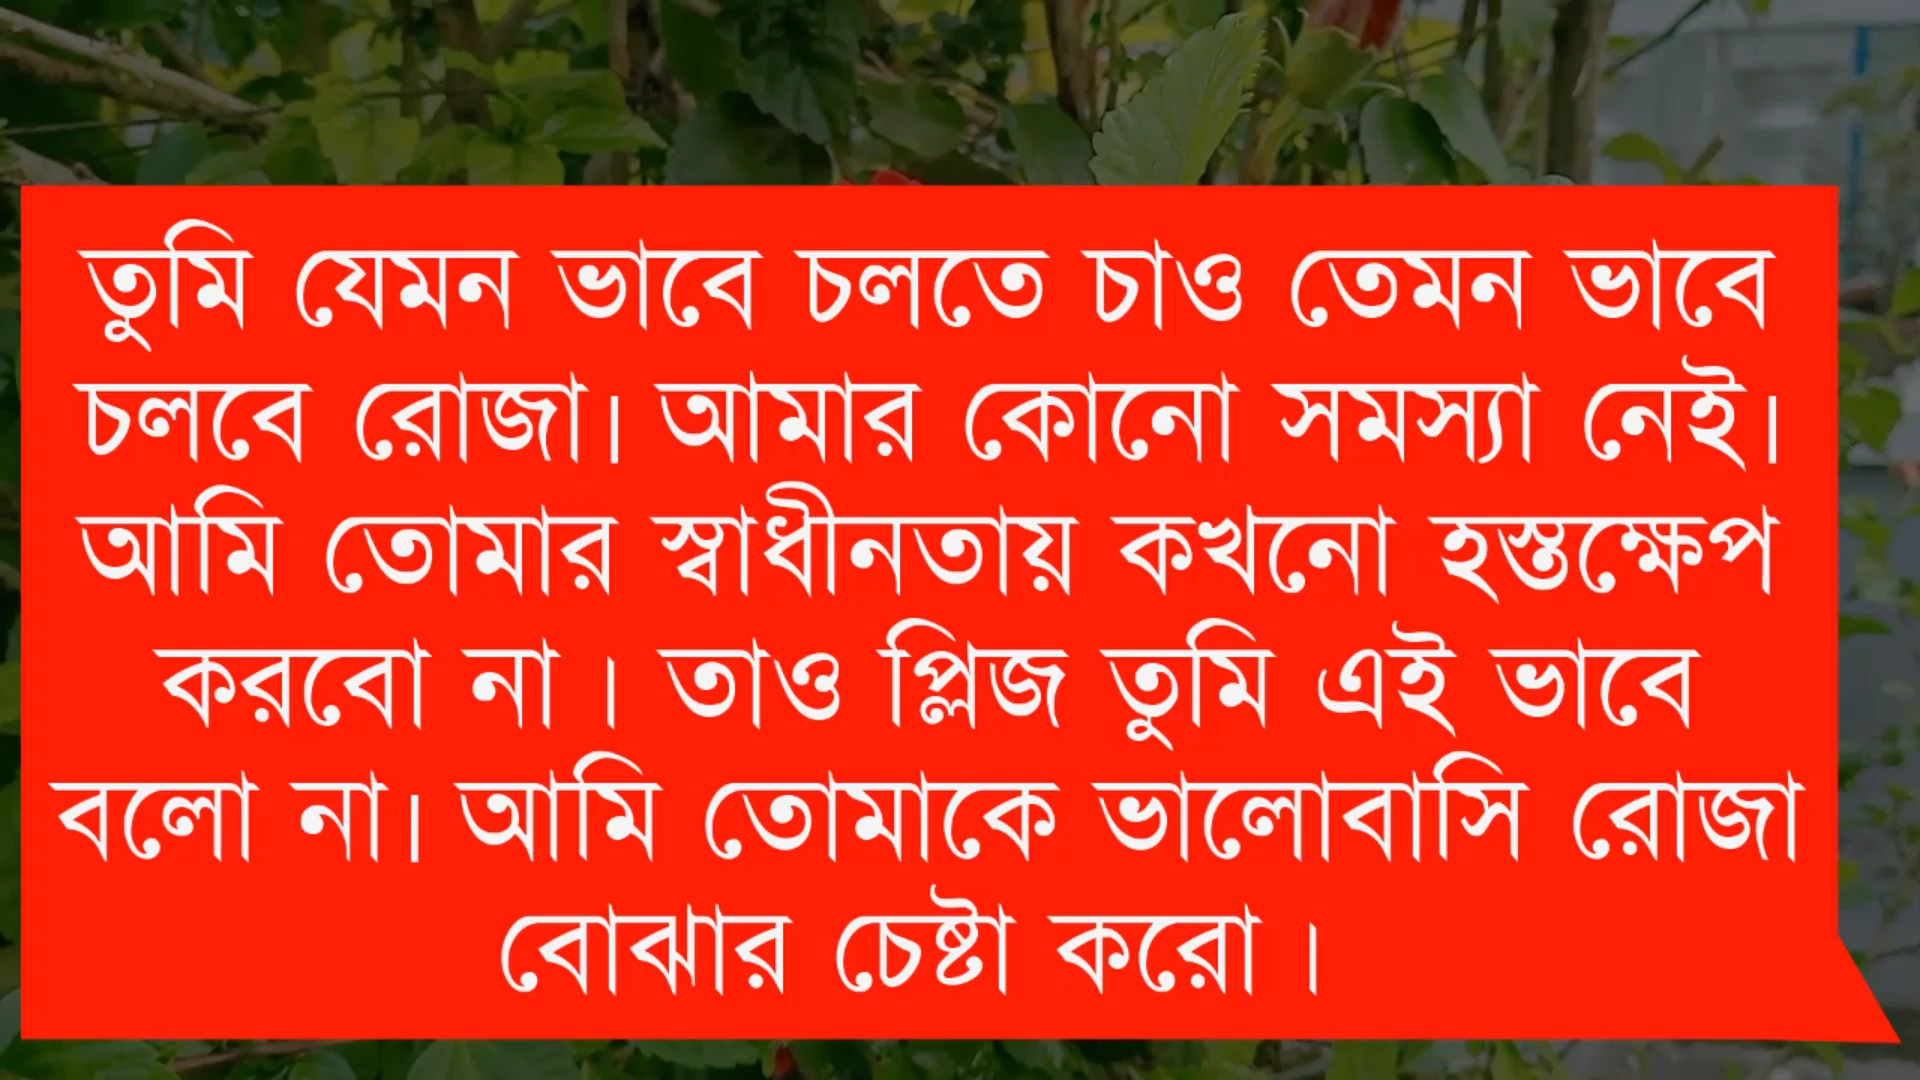 তুমি যেমন ভাবে চলতে চাও তেমন ভাবে
চলবে রোজা। আমার কোনো সমস্যা নেই।
আমি তোমার স্বাধীনতায় কখনো হস্তক্ষেপ
করবো না । তাও প্লিজ তুমি এই ভাবে
বলো না। আমি তোমাকে ভালোবাসি রোজা
বোঝার চেষ্টা করো ।